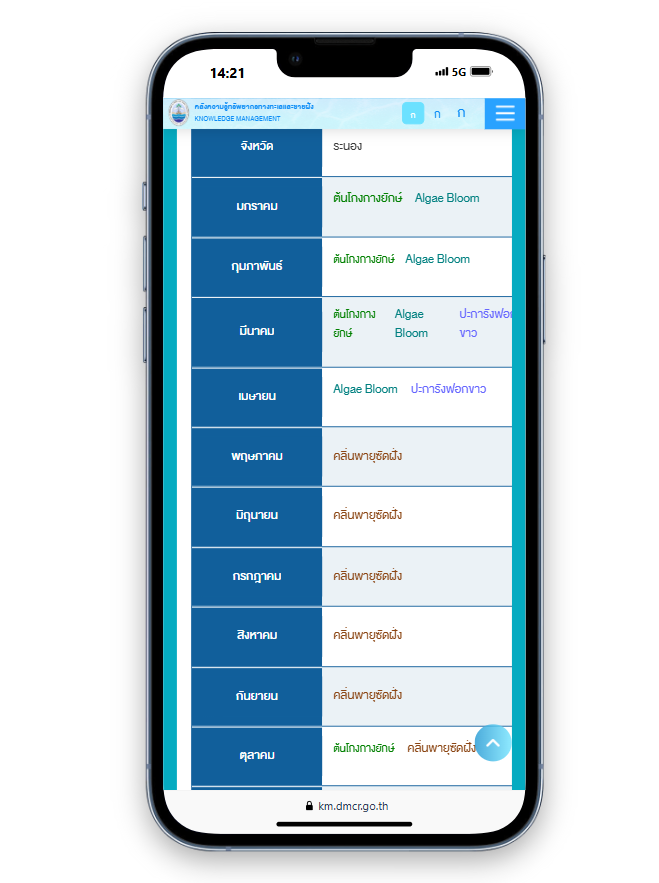 14:21
5G
คลังความรู้ทรัพยากรทางทะเลและชายฝั่ง
KNOWLEDGE MANAGEMENT
ก ก ก
จังหวัด ระนอง
มกราคม ต้นโกงกางยักษ์ Algae Bloom
กุมภาพันธ์ ต้นโกงกางยักษ์ Algae Bloom
ต้นโกงกาง Algae ปะการังฟอก
มีนาคม
ยักษ์ Bloom ขาว
เมษายน Algae Bloom ปะการังฟอกขาว
พฤษภาคม คลื่นพายุซัดฝั่ง
มิถุนายน คลื่นพายุซัดฝั่ง
กรกฎาคม คลื่นพายุซัดฝั่ง
สิงหาคม คลื่นพายุซัดฝั่ง
กันยายน คลื่นพายุซัดฝั่ง
ตุลาคม ต้นโกงกางยักษ์ คลื่นพายุซัดฝั่ง
km.dmcr.go.th